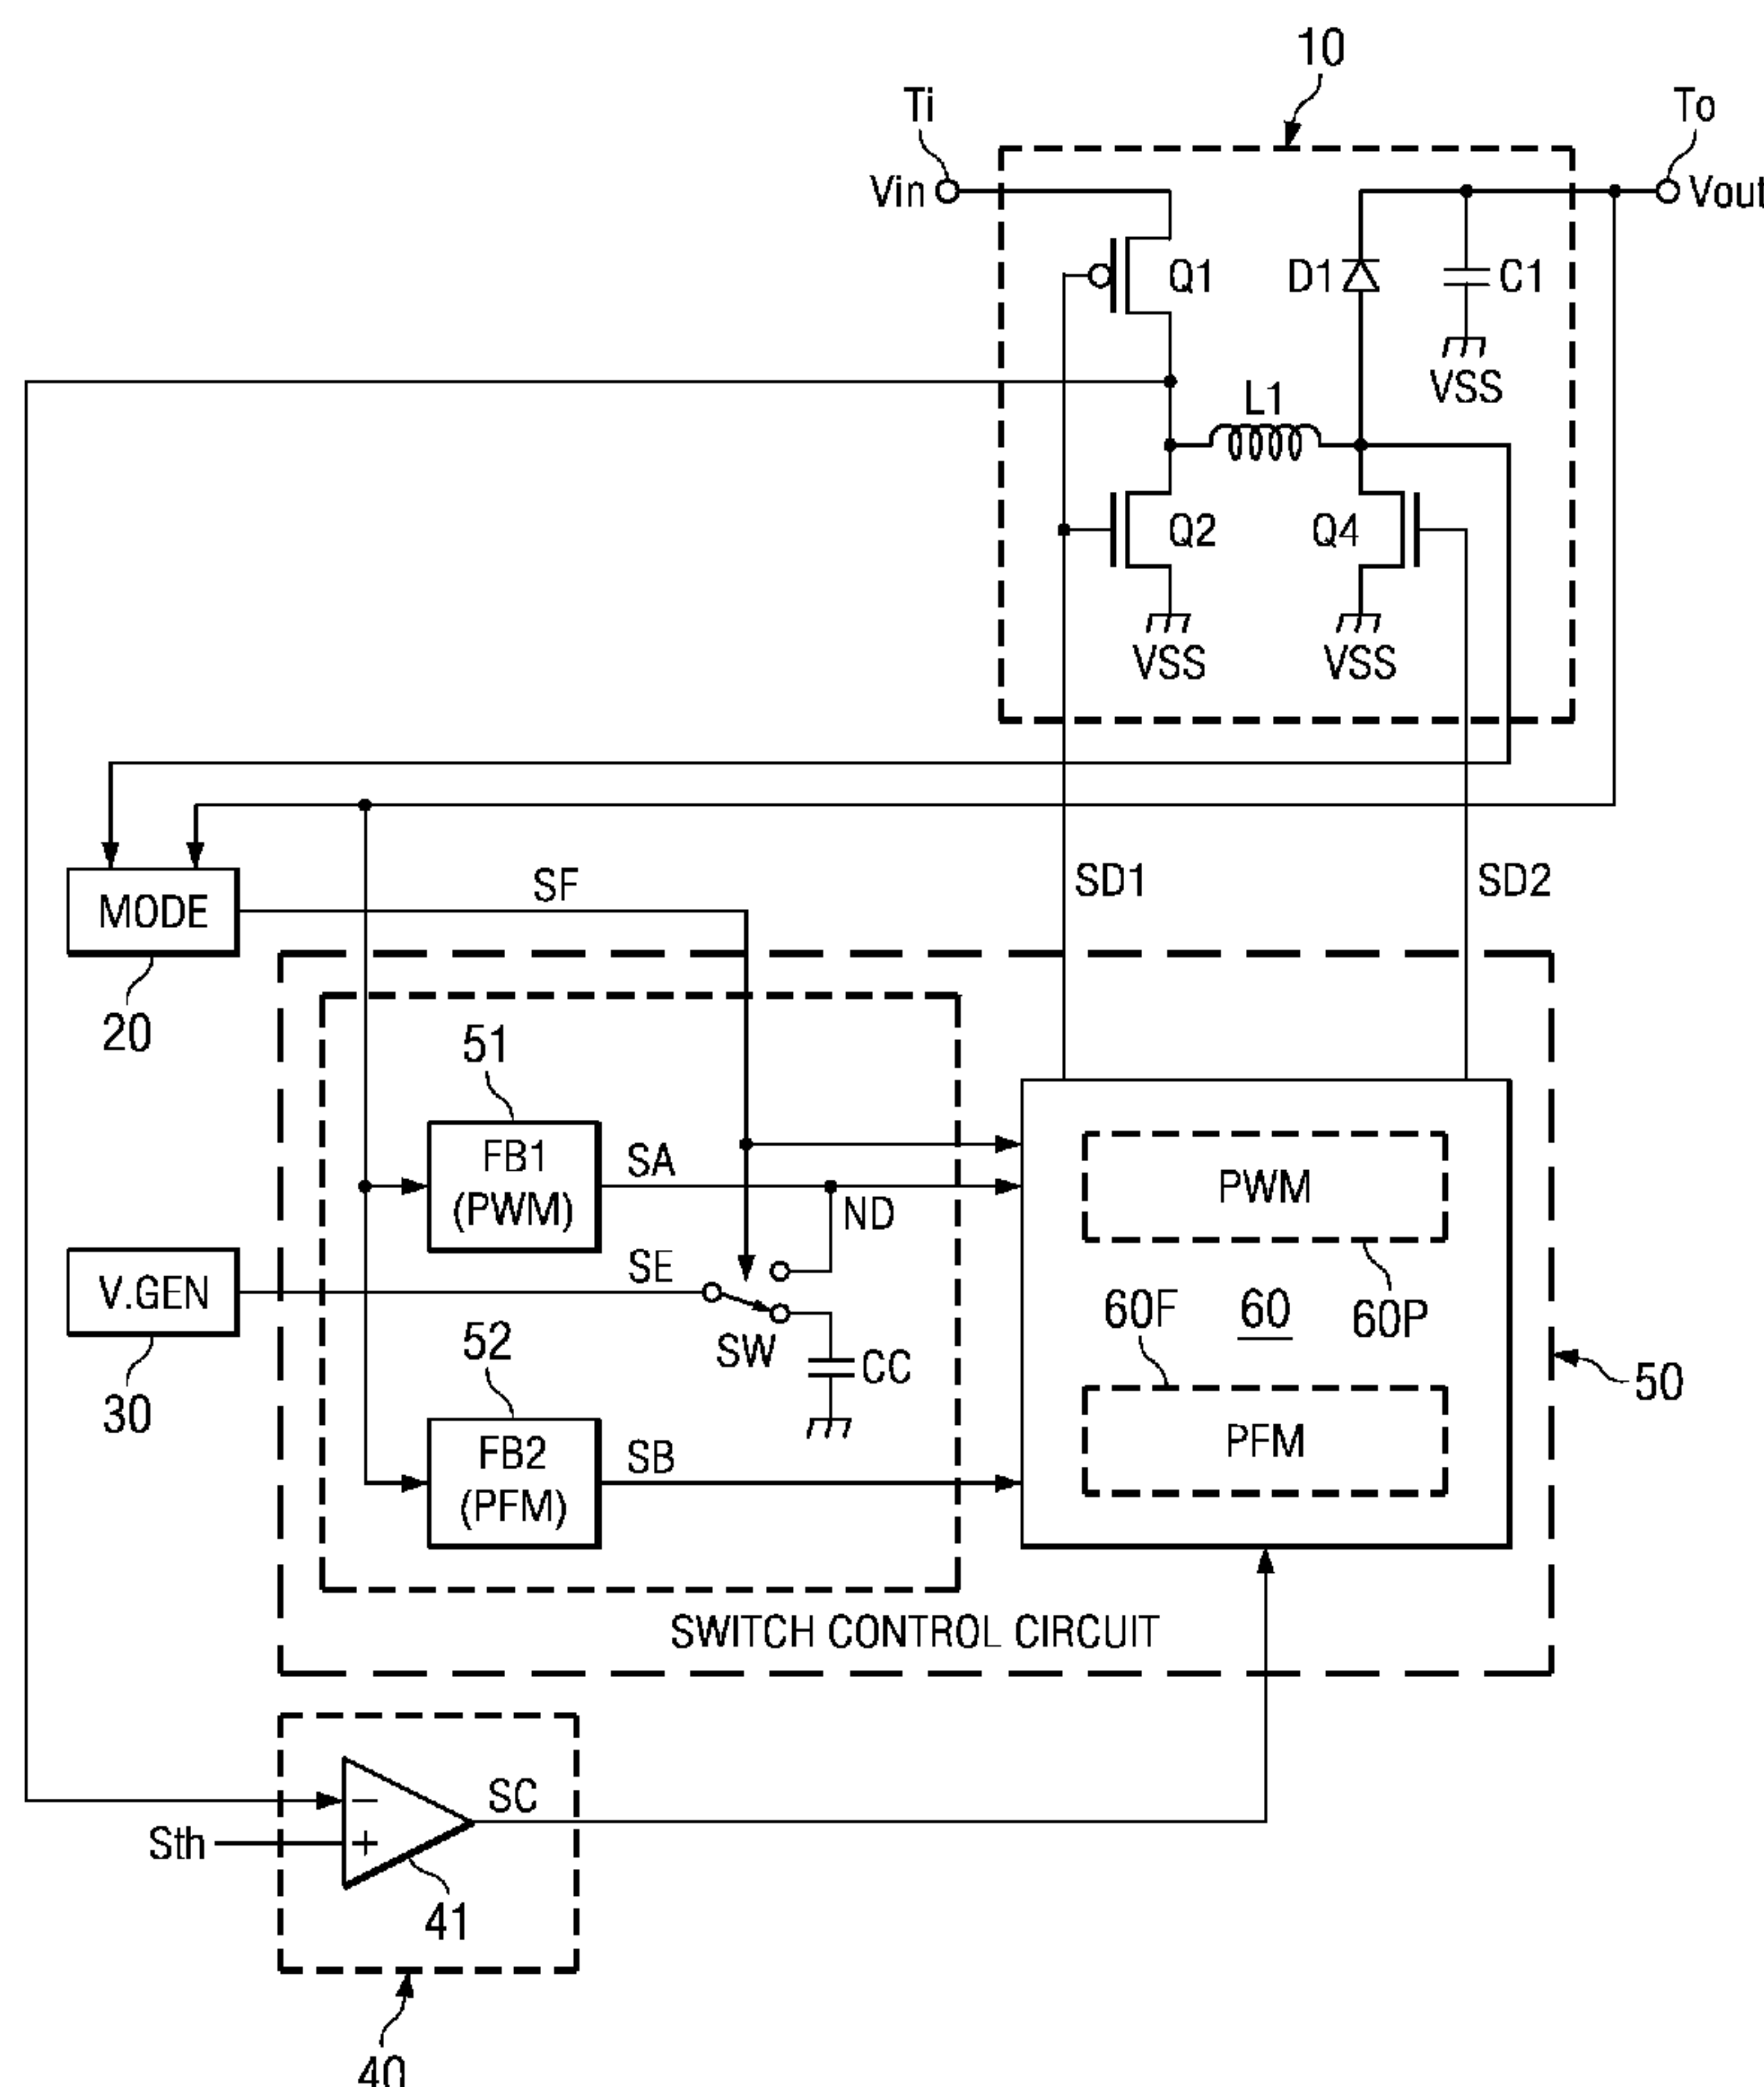 10
Ti
To
Vin
Vout
Q1
D1
C1
VSS
L1
Q2
Q4
VSS
VSS
MODE
SF
SD1
SD2
20
51
FB1
(PWM)
SA
ND
PWM
V.GEN
SE
60F
60
60P
30
52
SW
CC
50
FB2
(PFM)
SB
PFM
SWITCH CONTROL CIRCUIT
−
SC
Sth
+
41
40